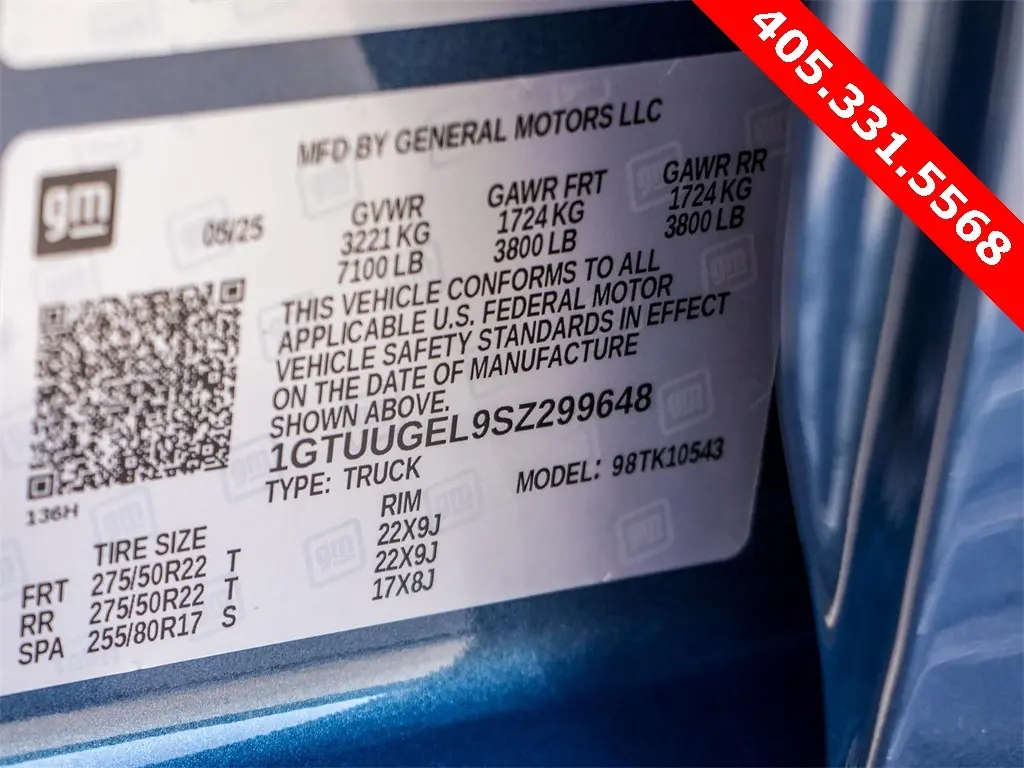 405.331.5568
MFD BY GENERAL MOTORS LLC
gm
05/25
GVWR
3221 KG
7100 LB
GAWR FRT
1724 KG
3800 LB
GAWR RR
1724 KG
3800 LB
THIS VEHICLE CONFORMS TO ALL
APPLICABLE U.S. FEDERAL MOTOR
VEHICLE SAFETY STANDARDS IN EFFECT
ON THE DATE OF MANUFACTURE
SHOWN ABOVE.
1GTUUGEL9SZ299648
TYPE: TRUCK MODEL: 98TK10543
136H
TIRE SIZE RIM
FRT 275/50R22 T 22X9J
RR 275/50R22 T 22X9J
SPA 255/80R17 S 17X8J